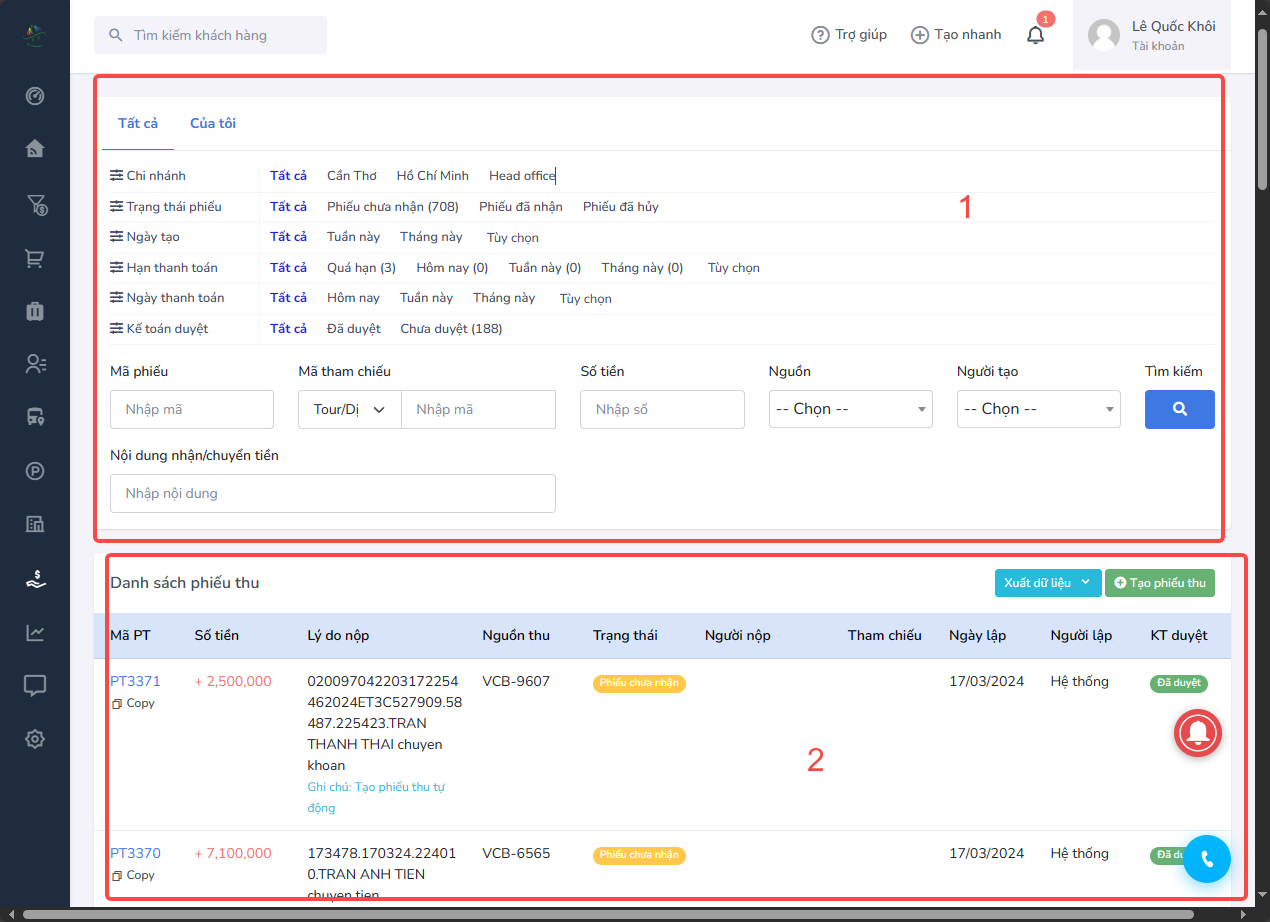 Tìm kiếm khách hàng
Trợ giúp
Tạo nhanh
1
Lê Quốc Khôi
Tài khoản
Tất cả Của tôi
Chi nhánh Tất cả Cần Thơ Hồ Chí Minh Head office
Trạng thái phiếu Tất cả Phiếu chưa nhận (708) Phiếu đã nhận Phiếu đã hủy
1
Ngày tạo Tất cả Tuần này Tháng này Tùy chọn
Hạn thanh toán Tất cả Quá hạn (3) Hôm nay (0) Tuần này (0) Tháng này (0) Tùy chọn
Ngày thanh toán Tất cả Hôm nay Tuần này Tháng này Tùy chọn
Kế toán duyệt Tất cả Đã duyệt Chưa duyệt (188)
Mã phiếu Mã tham chiếu Số tiền Nguồn Người tạo Tìm kiếm
Nhập mã Tour/Dị Nhập mã Nhập số -- Chọn -- -- Chọn --
Nội dung nhận/chuyển tiền
Nhập nội dung
Danh sách phiếu thu Xuất dữ liệu Tạo phiếu thu
Mã PT Số tiền Lý do nộp Nguồn thu Trạng thái Người nộp Tham chiếu Ngày lập Người lập KT duyệt
PT3371 + 2,500,000 020097042203172254 VCB-9607 Phiếu chưa nhận 17/03/2024 Hệ thống Đã duyệt
Copy 462024ET3C527909.58
487.225423.TRAN
THANH THAI chuyen
khoan
2
Ghi chú: Tạo phiếu thu tự
động
PT3370 + 7,100,000 173478.170324.22401 VCB-6565 Phiếu chưa nhận 17/03/2024 Hệ thống Đã
Copy 0.TRAN ANH TIEN
chuyen tien